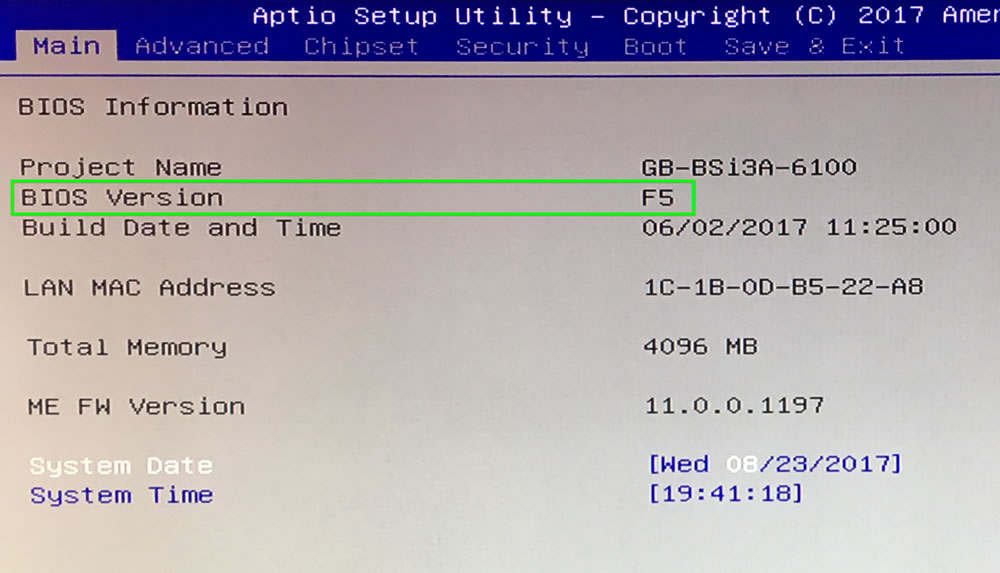 Aptio Setup Utility – Copyright (C) 2017
Main Advanced Chipset Security Boot Save & Exit
BIOS Information
Project Name GB-BSi3A-6100
BIOS Version F5
Build Date and Time 06/02/2017 11:25:00
LAN MAC Address 1C-1B-0D-B5-22-A8
Total Memory 4096 MB
ME FW Version 11.0.0.1197
System Date [Wed 08/23/2017]
System Time [19:41:18]